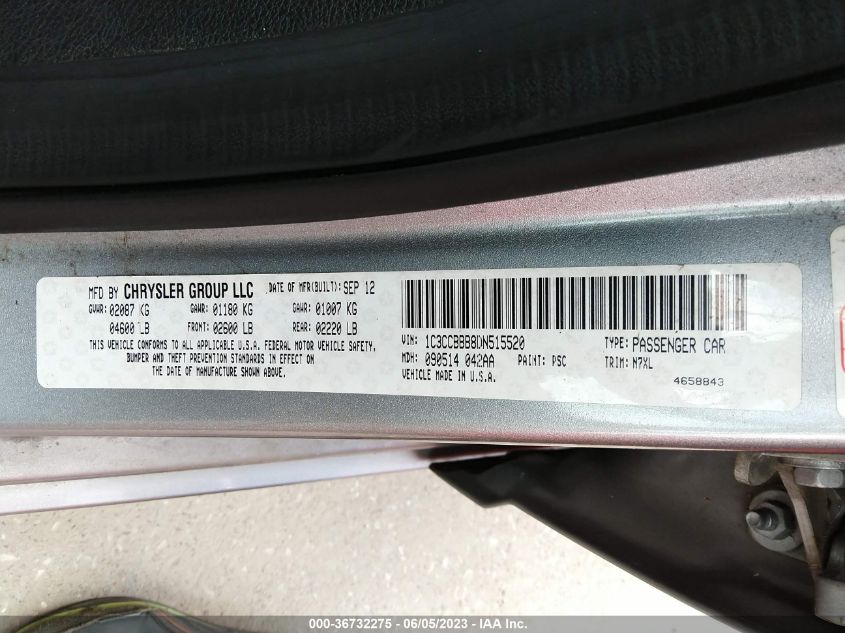 MFD BY CHRYSLER GROUP LLC DATE OF MFR(BUILT): SEP 12
GVWR: 02087 KG GAWR: 01180 KG GAWR: 01007 KG
04600 LB FRONT: 02600 LB REAR: 02220 LB
THIS VEHICLE CONFORMS TO ALL APPLICABLE U.S.A. FEDERAL MOTOR VEHICLE SAFETY,
BUMPER AND THEFT PREVENTION STANDARDS IN EFFECT ON
THE DATE OF MANUFACTURE SHOWN ABOVE.
VIN: 1C3CCBBB8DN515520 TYPE: PASSENGER CAR
MDH: 090514 042AA PAINT: PSC TRIM: N7XL
VEHICLE MADE IN U.S.A. 4658843
000-36732275 - 06/05/2023 - IAA Inc.